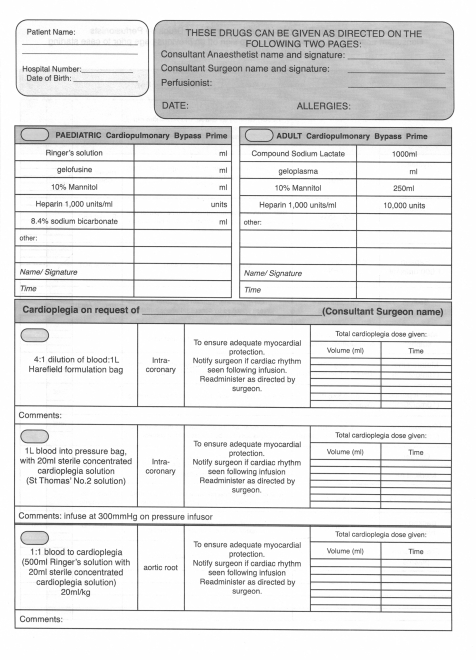 Patient Name:
Hospital Number:
Date of Birth:
THESE DRUGS CAN BE GIVEN AS DIRECTED ON THE
FOLLOWING TWO PAGES:
Consultant Anaesthetist name and signature:
Consultant Surgeon name and signature:
Perfusionist:
DATE: ALLERGIES:
PAEDIATRIC Cardiopulmonary Bypass Prime
Ringer's solution ml
gelofusine ml
10% Mannitol ml
Heparin 1,000 units/ml units
8.4% sodium bicarbonate ml
other:
Name/ Signature
Time
ADULT Cardiopulmonary Bypass Prime
Compound Sodium Lactate 1000ml
geloplasma ml
10% Mannitol 250ml
Heparin 1,000 units/ml 10,000 units
other:
Name/ Signature
Time
Cardioplegia on request of (Consultant Surgeon name)
4:1 dilution of blood:1L
Harefield formulation bag
Intra-
coronary
To ensure adequate myocardial
protection.
Notify surgeon if cardiac rhythm
seen following infusion.
Readminister as directed by
surgeon.
Total cardioplegia dose given:
Volume (ml) Time
Comments:
1L blood into pressure bag,
with 20ml sterile concentrated
cardioplegia solution
(St Thomas' No.2 solution)
Intra-
coronary
To ensure adequate myocardial
protection.
Notify surgeon if cardiac rhythm
seen following infusion
Readminister as directed by
surgeon.
Total cardioplegia dose given:
Volume (ml) Time
Comments: infuse at 300mmHg on pressure infusor
1:1 blood to cardioplegia
(500ml Ringer's solution with
20ml sterile concentrated
cardioplegia solution)
20ml/kg
aortic root
To ensure adequate myocardial
protection.
Notify surgeon if cardiac rhythm
seen following infusion
Readminister as directed by
surgeon.
Total cardioplegia dose given:
Volume (ml) Time
Comments: